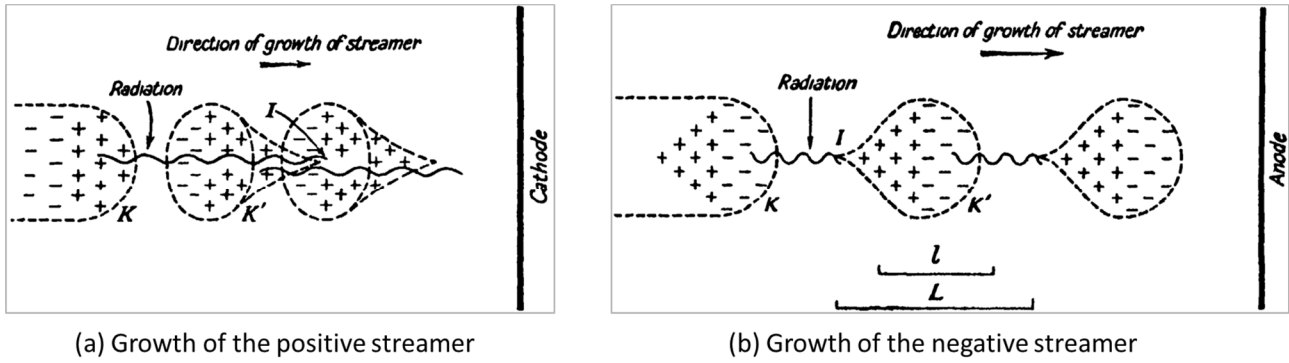 Direction of growth of streamer
Radiation
I
K
K'
Cathode
(a) Growth of the positive streamer
Direction of growth of streamer
Radiation
I
K
K'
l
L
Anode
(b) Growth of the negative streamer